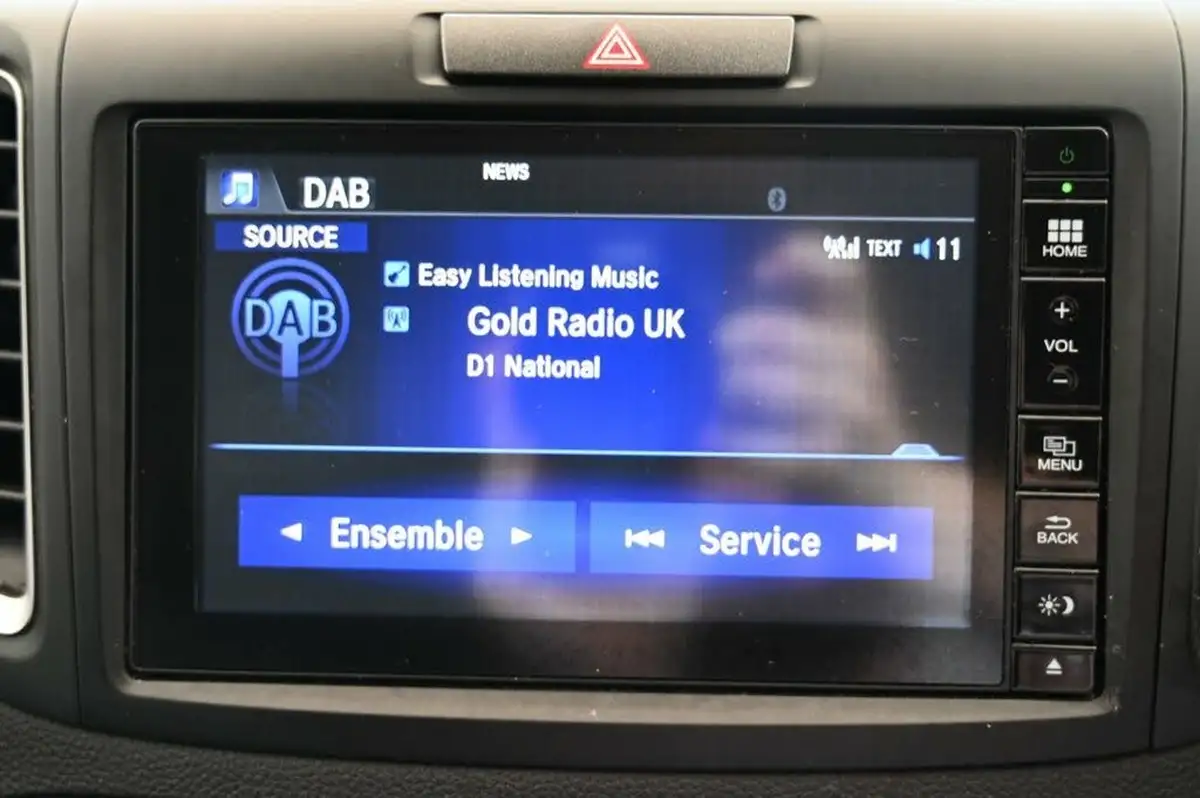 NEWS
DAB
SOURCE
TEXT 11
DAB
Easy Listening Music
Gold Radio UK
D1 National
Ensemble
Service
HOME
+
VOL
−
MENU
BACK